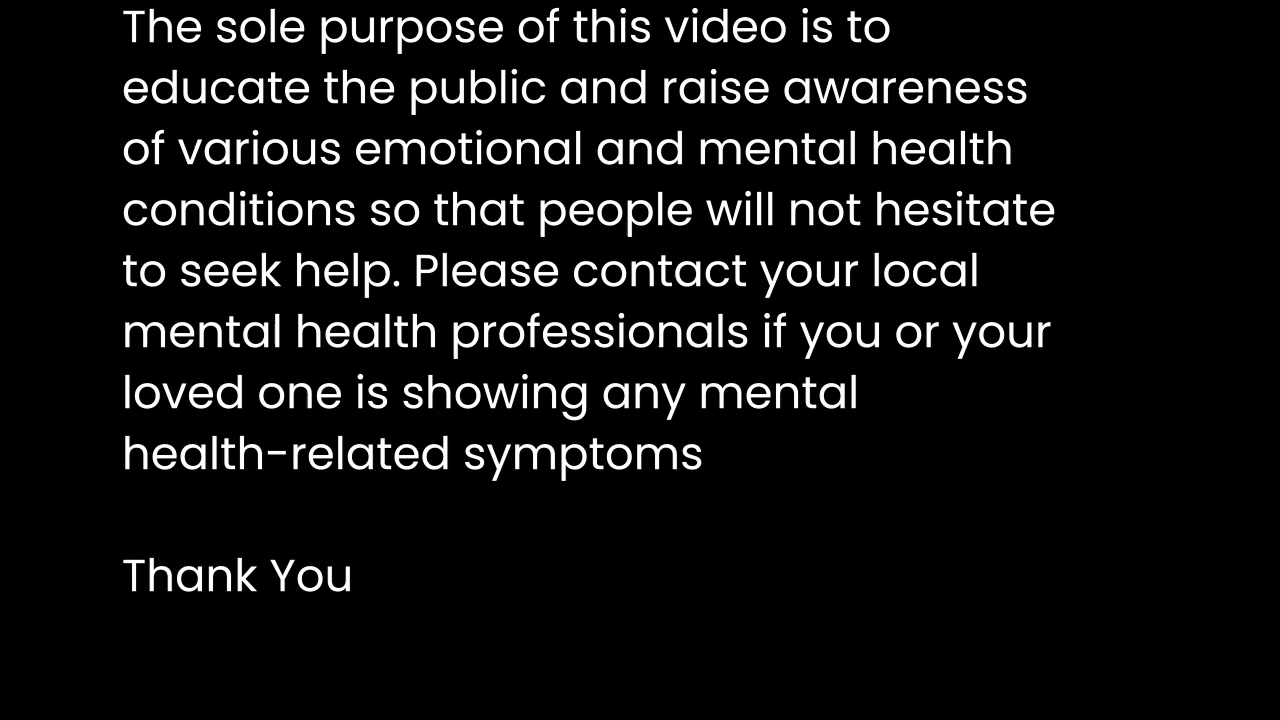 The sole purpose of this video is to
educate the public and raise awareness
of various emotional and mental health
conditions so that people will not hesitate
to seek help. Please contact your local
mental health professionals if you or your
loved one is showing any mental
health-related symptoms
Thank You